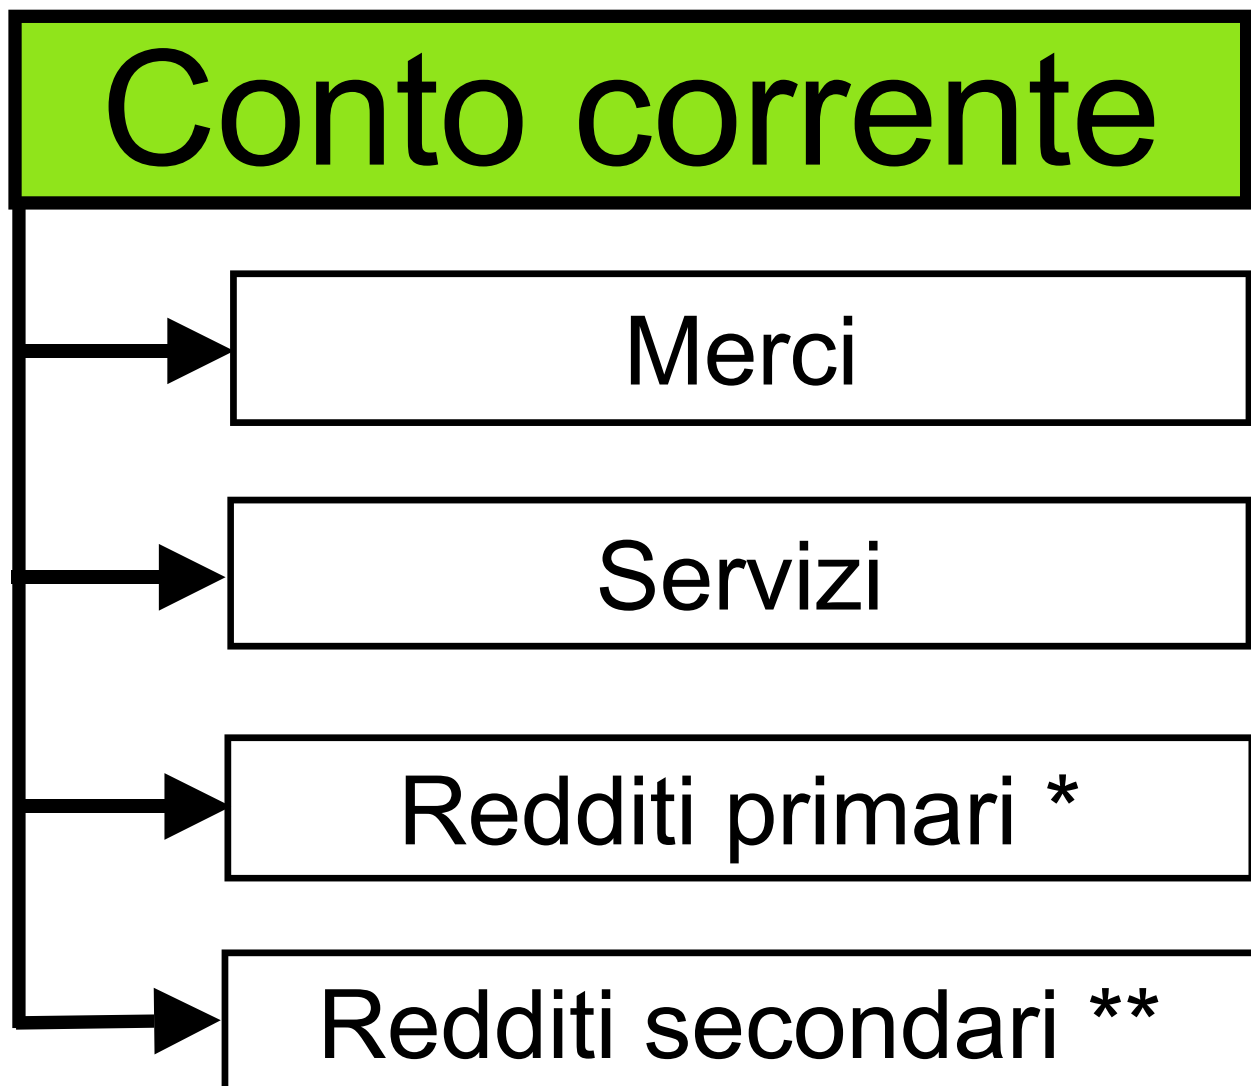 Conto corrente
Merci
Servizi
Redditi primari *
Redditi secondari **